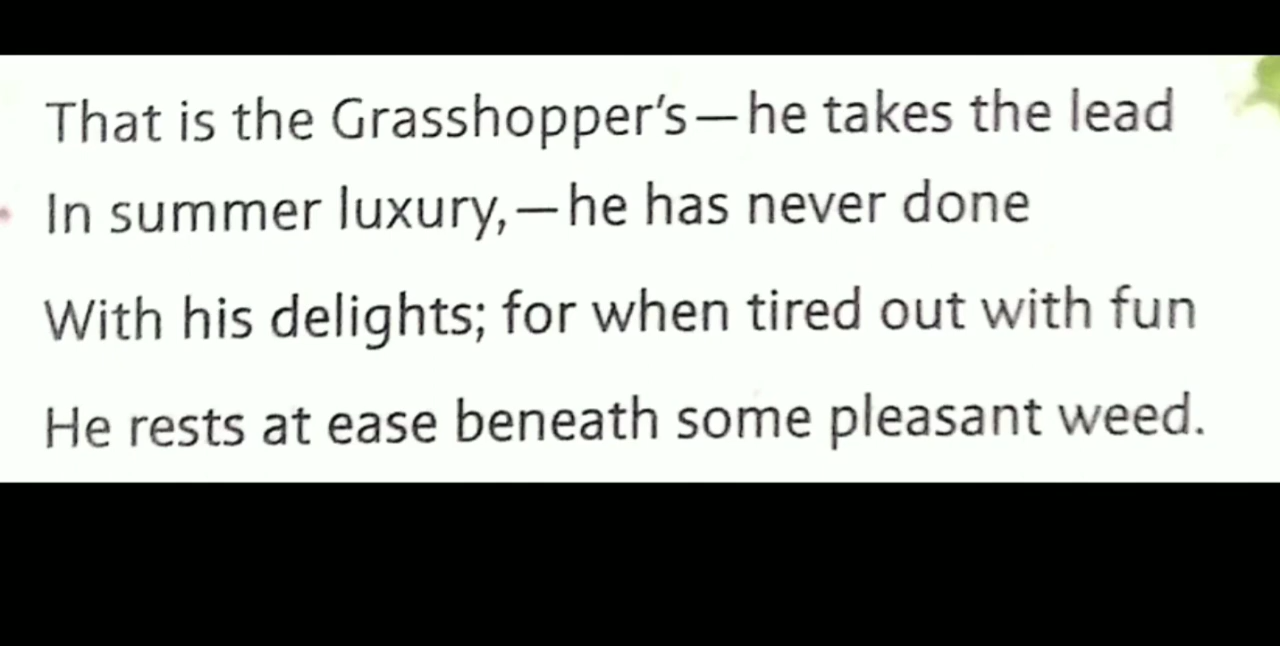 That is the Grasshopper's—he takes the lead
In summer luxury,—he has never done
With his delights; for when tired out with fun
He rests at ease beneath some pleasant weed.